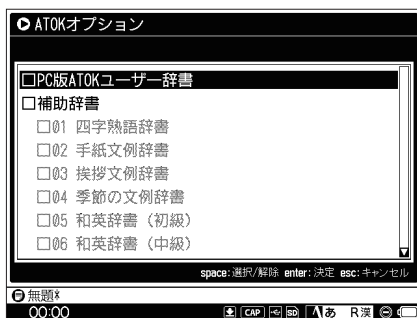 ATOKオプション
□PC版ATOKユーザー辞書
□補助辞書
□01 四字熟語辞書
□02 手紙文例辞書
□03 挨拶文例辞書
□04 季節の文例辞書
□05 和英辞書（初級）
□06 和英辞書（中級）
space:選択/解除 enter:決定 esc:キャンセル
無題*
00:00 CAP SD あ R漢